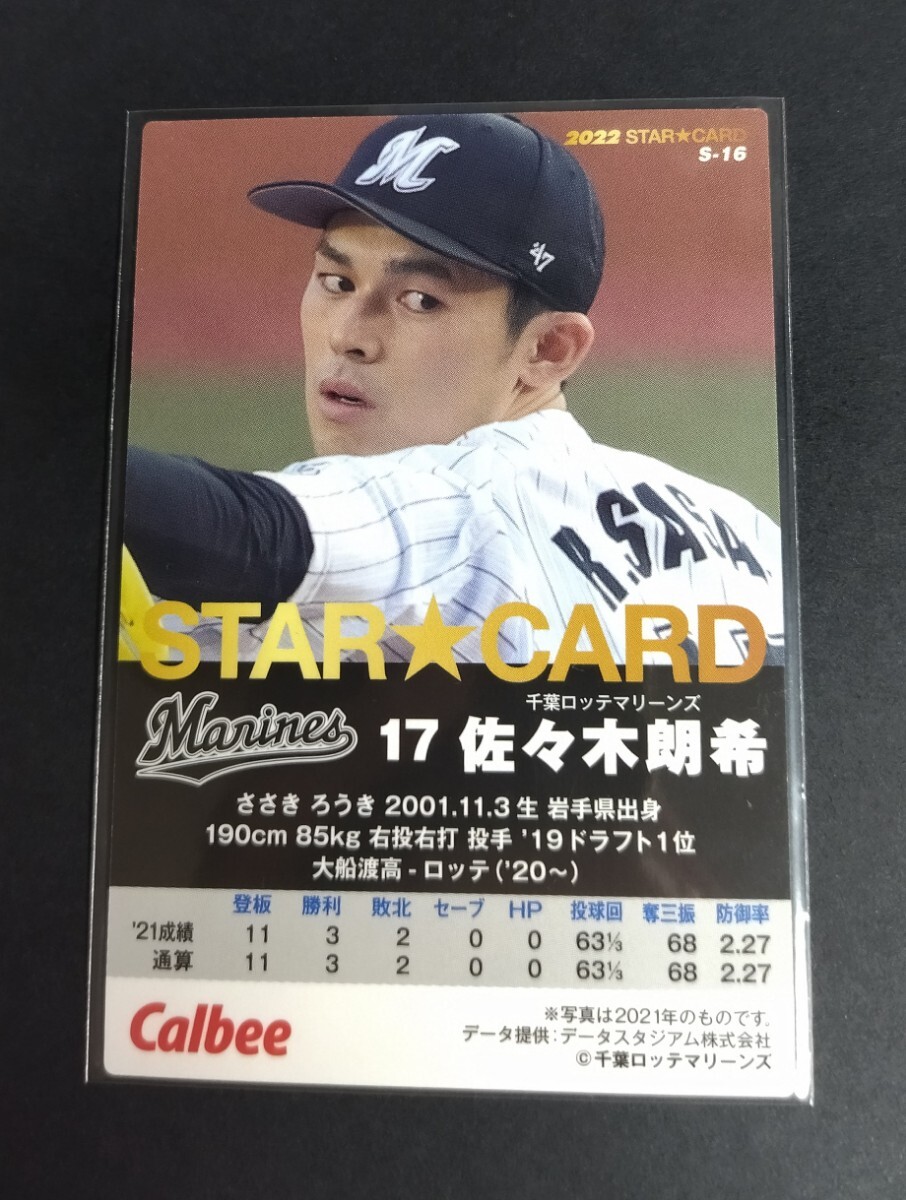 2022 STAR★CARD
S-16
M
'47
R.SASA
STAR★CARD
千葉ロッテマリーンズ
Marines 17 佐々木朗希
ささき ろうき 2001.11.3生 岩手県出身
190cm 85kg 右投右打 投手 '19ドラフト1位
大船渡高-ロッテ('20〜)
登板 勝利 敗北 セーブ HP 投球回 奪三振 防御率
'21成績 11 3 2 0 0 63⅓ 68 2.27
通算 11 3 2 0 0 63⅓ 68 2.27
Calbee
※写真は2021年のものです。
データ提供:データスタジアム株式会社
©千葉ロッテマリーンズ